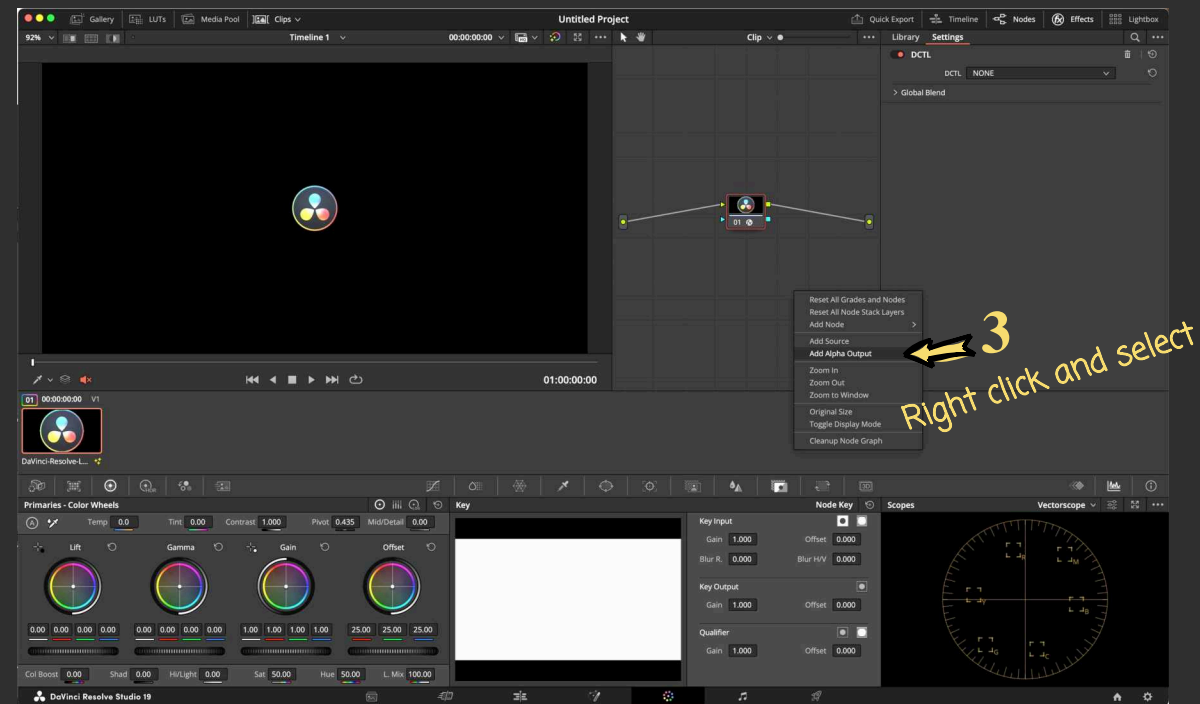 Gallery LUTs Media Pool Clips Untitled Project Quick Export Timeline Nodes Effects Lightbox
92% Timeline 1 00:00:00:00 Clip Library Settings
DCTL
DCTL NONE
Global Blend
01
Reset All Grades and Nodes
Reset All Node Stack Layers
Add Node
Add Source
Add Alpha Output
Zoom In
Zoom Out
Zoom to Window
Original Size
Toggle Display Mode
Cleanup Node Graph
3
Right click and select
01:00:00:00
01 00:00:00:00 V1
DaVinci-Resolve-L...
Primaries - Color Wheels
Temp 0.0 Tint 0.00 Contrast 1.000 Pivot 0.435 Mid/Detail 0.00
Lift Gamma Gain Offset
0.00 0.00 0.00 0.00 0.00 0.00 0.00 0.00 1.00 1.00 1.00 1.00 25.00 25.00 25.00
Col Boost 0.00 Shad 0.00 Hi/Light 0.00 Sat 50.00 Hue 50.00 L. Mix 100.00
Key Node Key
Key Input
Gain 1.000 Offset 0.000
Blur R. 0.000 Blur H/V 0.000
Key Output
Gain 1.000 Offset 0.000
Qualifier
Gain 1.000 Offset 0.000
Scopes Vectorscope
R
M
Y
B
G
C
DaVinci Resolve Studio 19